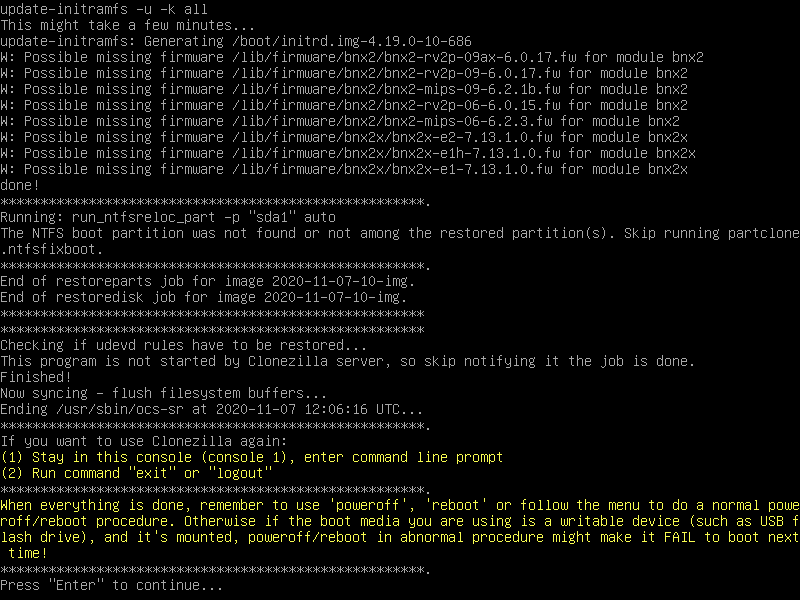 update-initramfs -u -k all
This might take a few minutes...
update-initramfs: Generating /boot/initrd.img-4.19.0-10-686
W: Possible missing firmware /lib/firmware/bnx2/bnx2-rv2p-09ax-6.0.17.fw for module bnx2
W: Possible missing firmware /lib/firmware/bnx2/bnx2-rv2p-09-6.0.17.fw for module bnx2
W: Possible missing firmware /lib/firmware/bnx2/bnx2-mips-09-6.2.1b.fw for module bnx2
W: Possible missing firmware /lib/firmware/bnx2/bnx2-rv2p-06-6.0.15.fw for module bnx2
W: Possible missing firmware /lib/firmware/bnx2/bnx2-mips-06-6.2.3.fw for module bnx2
W: Possible missing firmware /lib/firmware/bnx2x/bnx2x-e2-7.13.1.0.fw for module bnx2x
W: Possible missing firmware /lib/firmware/bnx2x/bnx2x-e1h-7.13.1.0.fw for module bnx2x
W: Possible missing firmware /lib/firmware/bnx2x/bnx2x-e1-7.13.1.0.fw for module bnx2x
done!
*****************************************************.
Running: run_ntfsreloc_part -p "sda1" auto
The NTFS boot partition was not found or not among the restored partition(s). Skip running partclone
.ntfsfixboot.
*****************************************************.
End of restoreparts job for image 2020-11-07-10-img.
End of restoredisk job for image 2020-11-07-10-img.
*****************************************************
*****************************************************
Checking if udevd rules have to be restored...
This program is not started by Clonezilla server, so skip notifying it the job is done.
Finished!
Now syncing - flush filesystem buffers...
Ending /usr/sbin/ocs-sr at 2020-11-07 12:06:16 UTC...
*****************************************************.
If you want to use Clonezilla again:
(1) Stay in this console (console 1), enter command line prompt
(2) Run command "exit" or "logout"
*****************************************************.
When everything is done, remember to use 'poweroff', 'reboot' or follow the menu to do a normal powe
roff/reboot procedure. Otherwise if the boot media you are using is a writable device (such as USB f
lash drive), and it's mounted, poweroff/reboot in abnormal procedure might make it FAIL to boot next
 time!
*****************************************************.
Press "Enter" to continue...